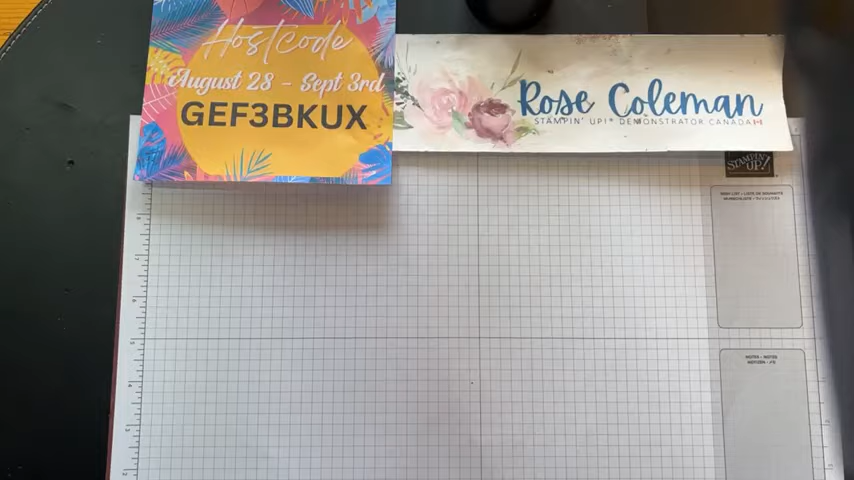 Hostcode
August 28 - Sept 3rd
GEF3BKUX
Rose Coleman
STAMPIN' UP!® DEMONSTRATOR CANADA
STAMPIN' UP!